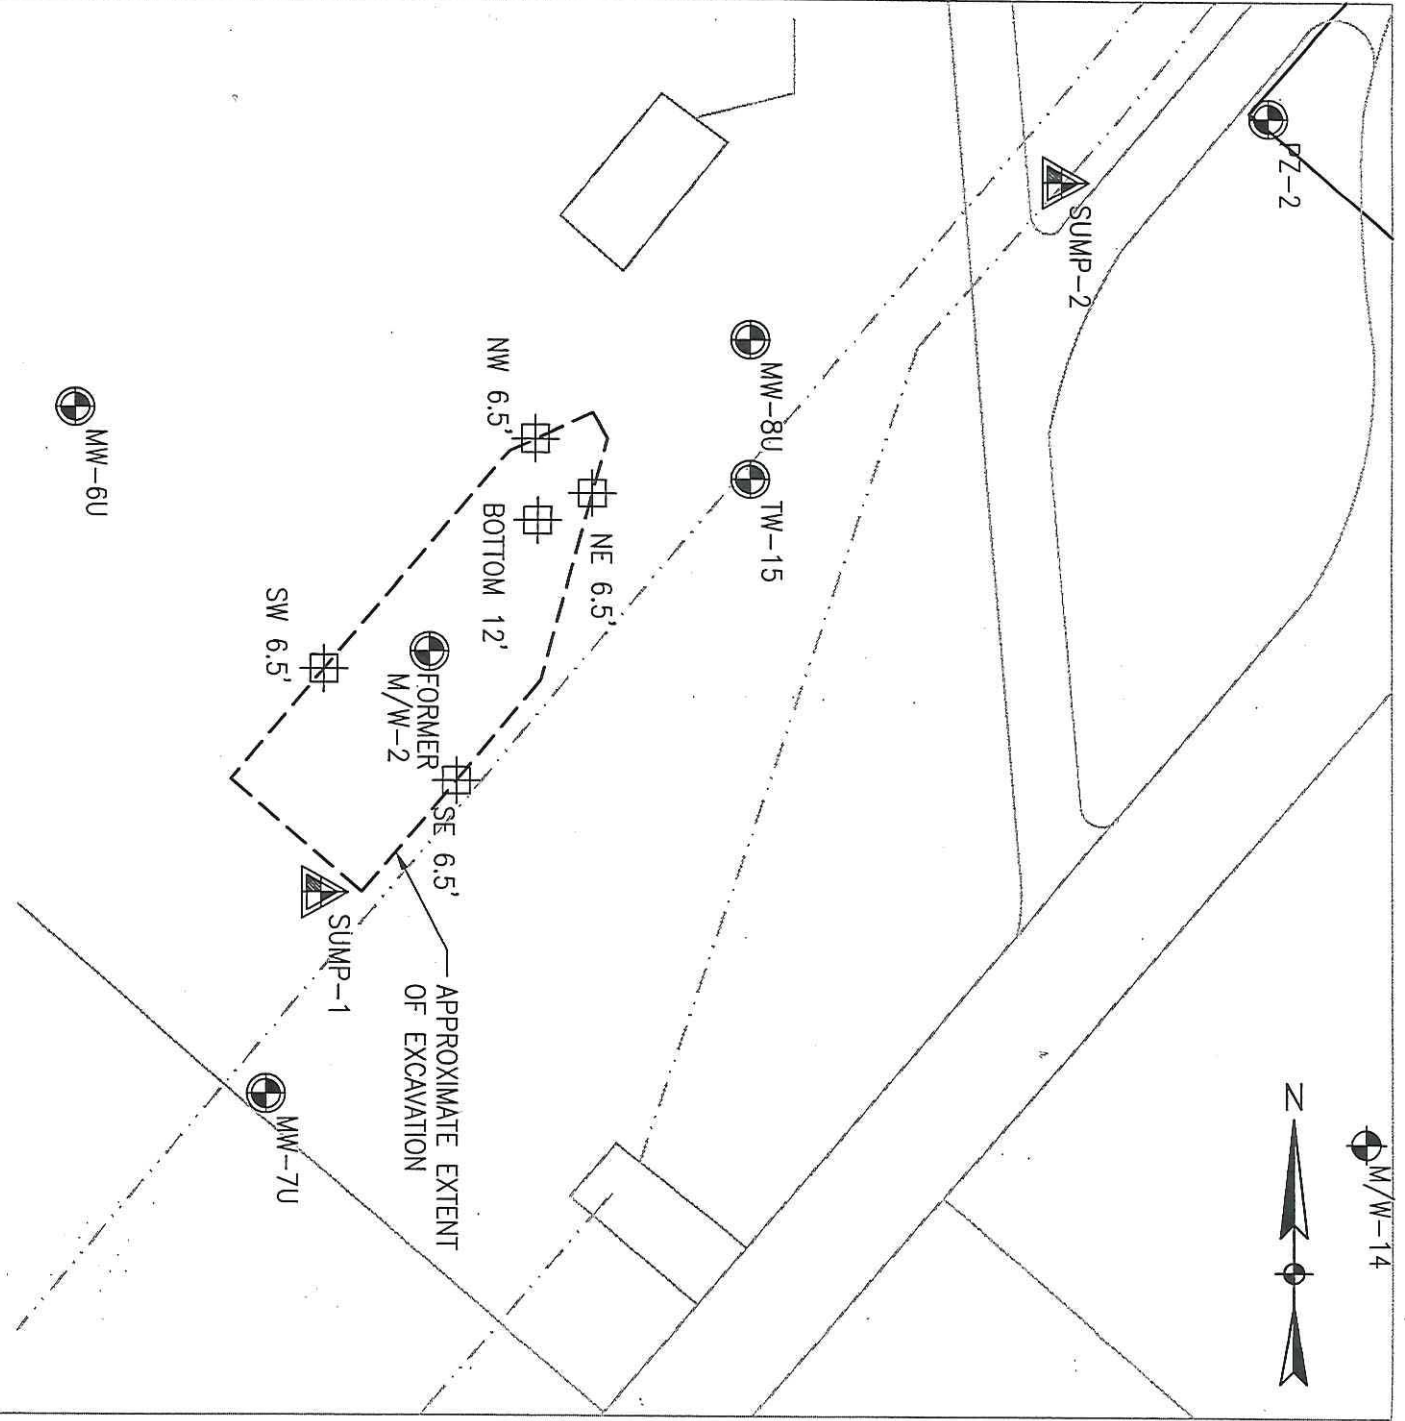 PZ-2
SUMP-2
MW-8U
TW-15
NW 6.5'
NE 6.5'
BOTTOM 12'
MW-6U
SW 6.5'
FORMER
M/W-2
SE 6.5'
SUMP-1
APPROXIMATE EXTENT
OF EXCAVATION
MW-7U
N
M/W-14